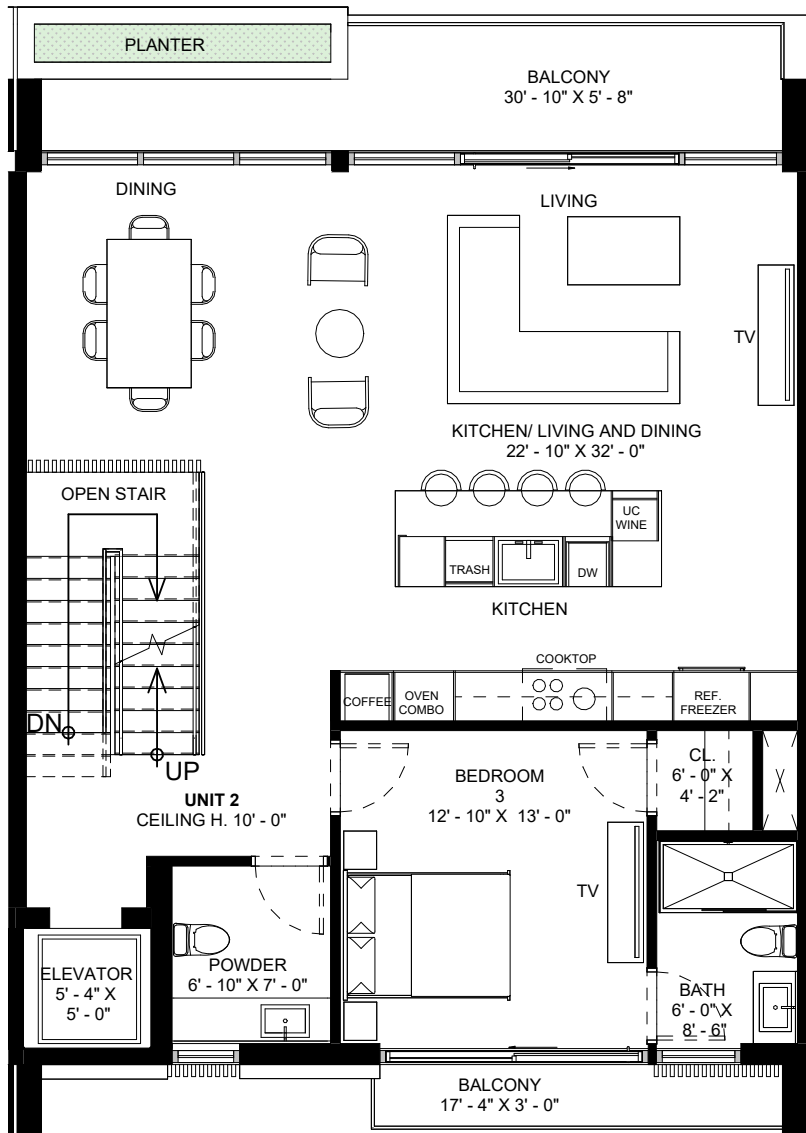 PLANTER
BALCONY
30' - 10" X 5' - 8"
DINING
LIVING
TV
KITCHEN/ LIVING AND DINING
22' - 10" X 32' - 0"
OPEN STAIR
UC
WINE
TRASH
DW
KITCHEN
COOKTOP
COFFEE
OVEN
COMBO
REF.
FREEZER
DN
UP
UNIT 2
CEILING H. 10' - 0"
BEDROOM
3
12' - 10" X 13' - 0"
CL.
6' - 0" X
4' - 2"
TV
POWDER
6' - 10" X 7' - 0"
ELEVATOR
5' - 4" X
5' - 0"
BATH
6' - 0" X
8' - 6"
BALCONY
17' - 4" X 3' - 0"